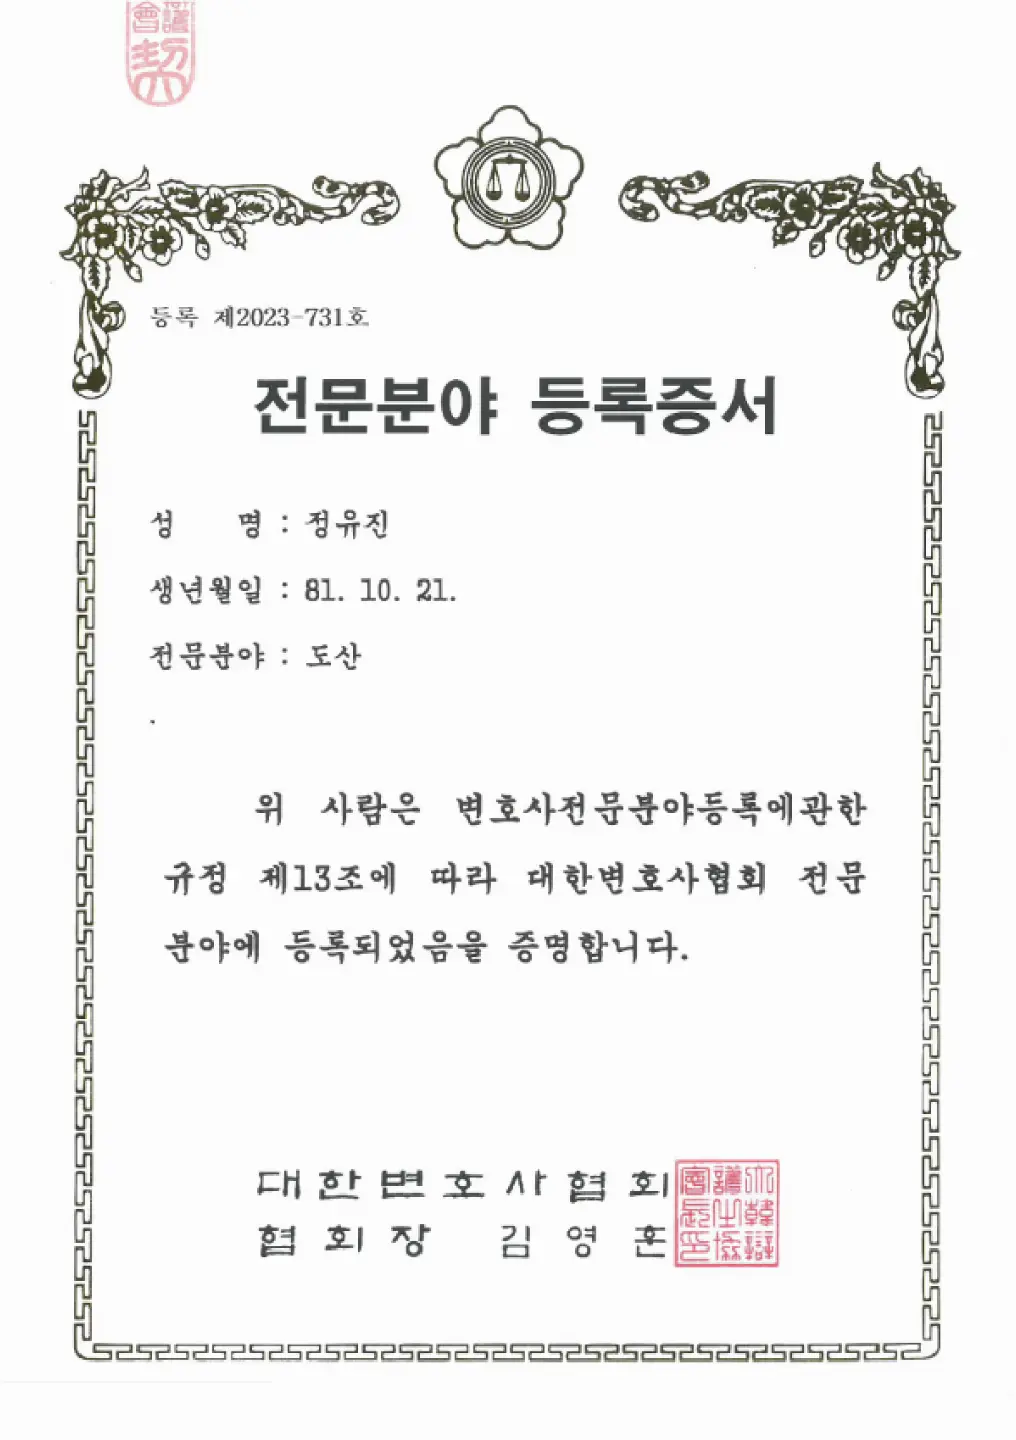 등록 제2023-731호
전문분야 등록증서
성 명 : 정유진
생년월일 : 81. 10. 21.
전문분야 : 도산
.
위 사람은 변호사전문분야등록에관한
규정 제13조에 따라 대한변호사협회 전문
분야에 등록되었음을 증명합니다.
대한변호사협회
협회장 김영훈